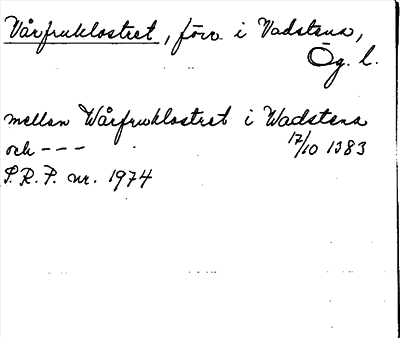 Vårfruklostret, förr i Vadstena,
Ög. l.
mellan Wårfruklostret i Wadstena
och --- 17/10 1383
S.R.P. nr. 1974